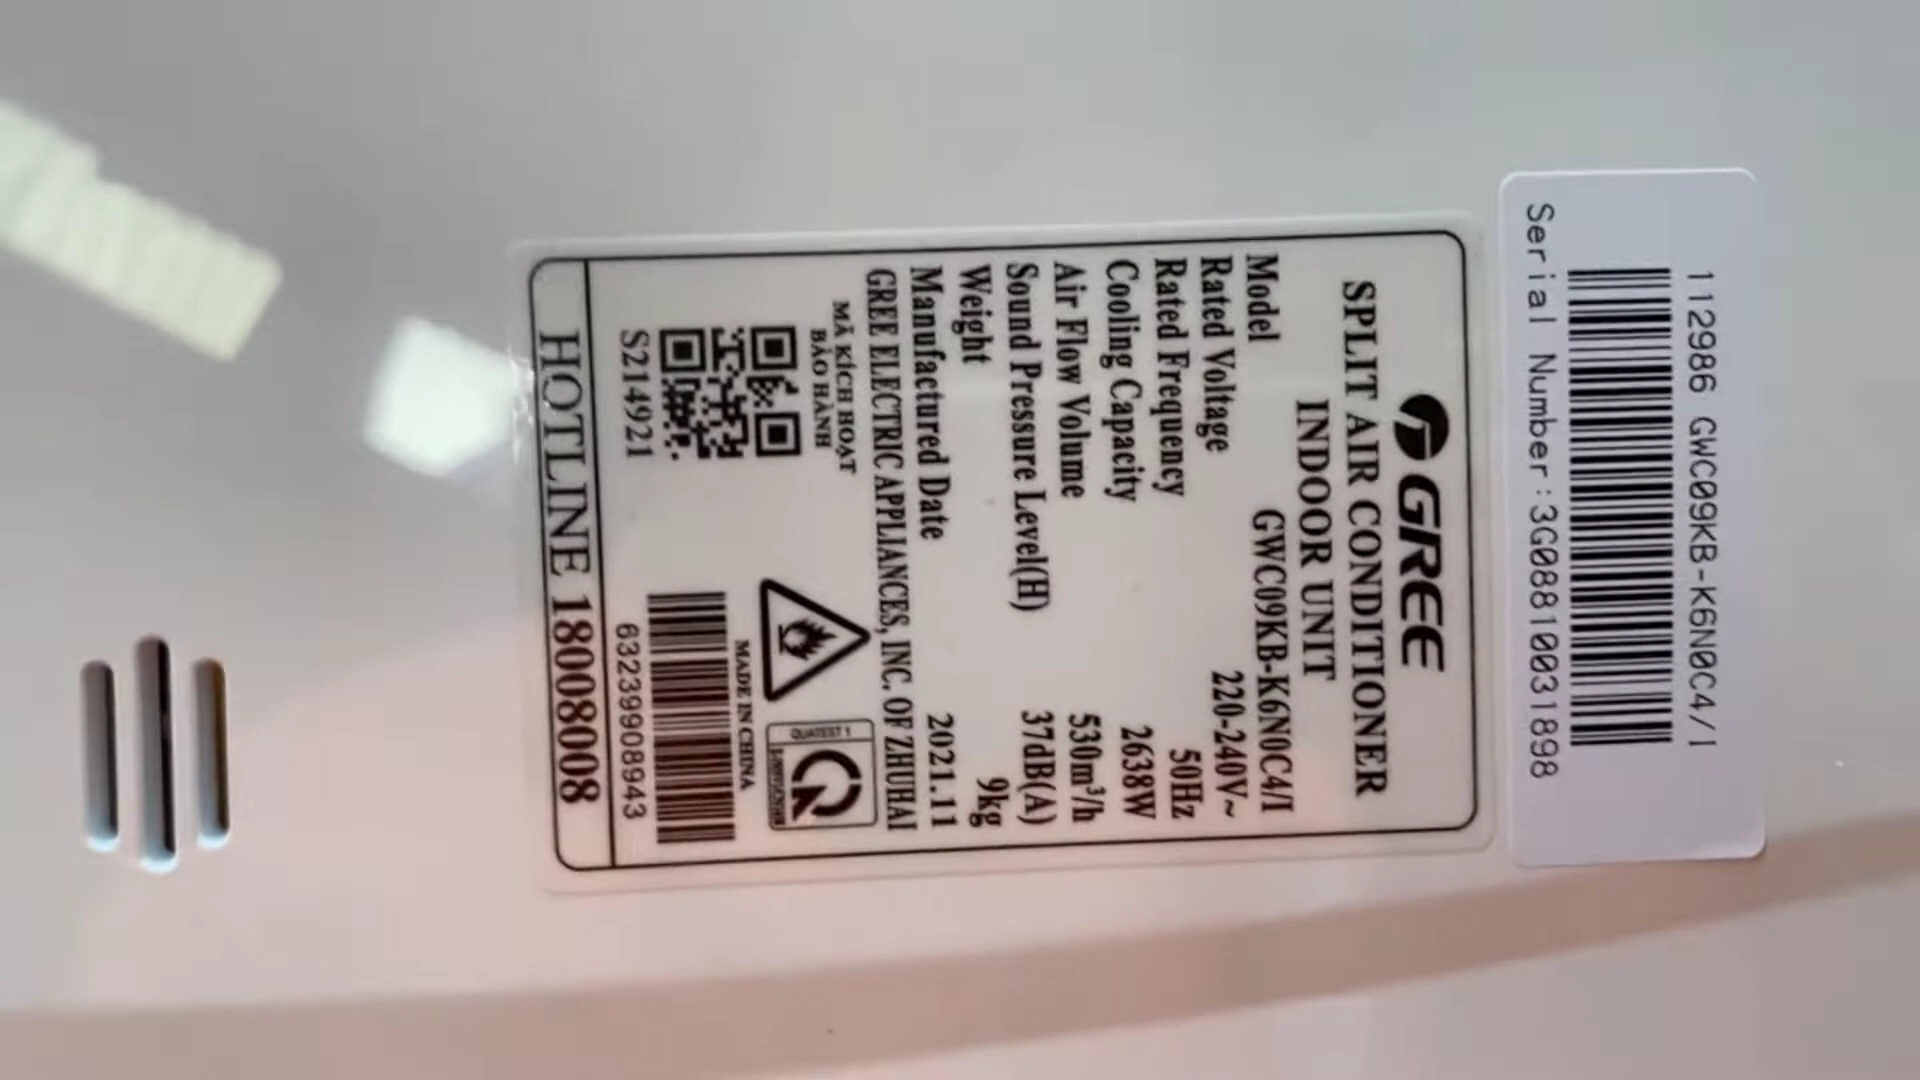 112986 GWC09KB-K6N0C4/I
Serial Number:3G08810031898
GREE
SPLIT AIR CONDITIONER
INDOOR UNIT
Model GWC09KB-K6N0C4/I
Rated Voltage 220-240V~
Rated Frequency 50Hz
Cooling Capacity 2638W
Air Flow Volume 530m³/h
Sound Pressure Level(H) 37dB(A)
Weight 9kg
Manufactured Date 2021.11
GREE ELECTRIC APPLIANCES, INC. OF ZHUHAI
MÃ KÍCH HOẠT
BẢO HÀNH
S214921
QUATEST 1
MADE IN CHINA
63239908943
HOTLINE 18008008